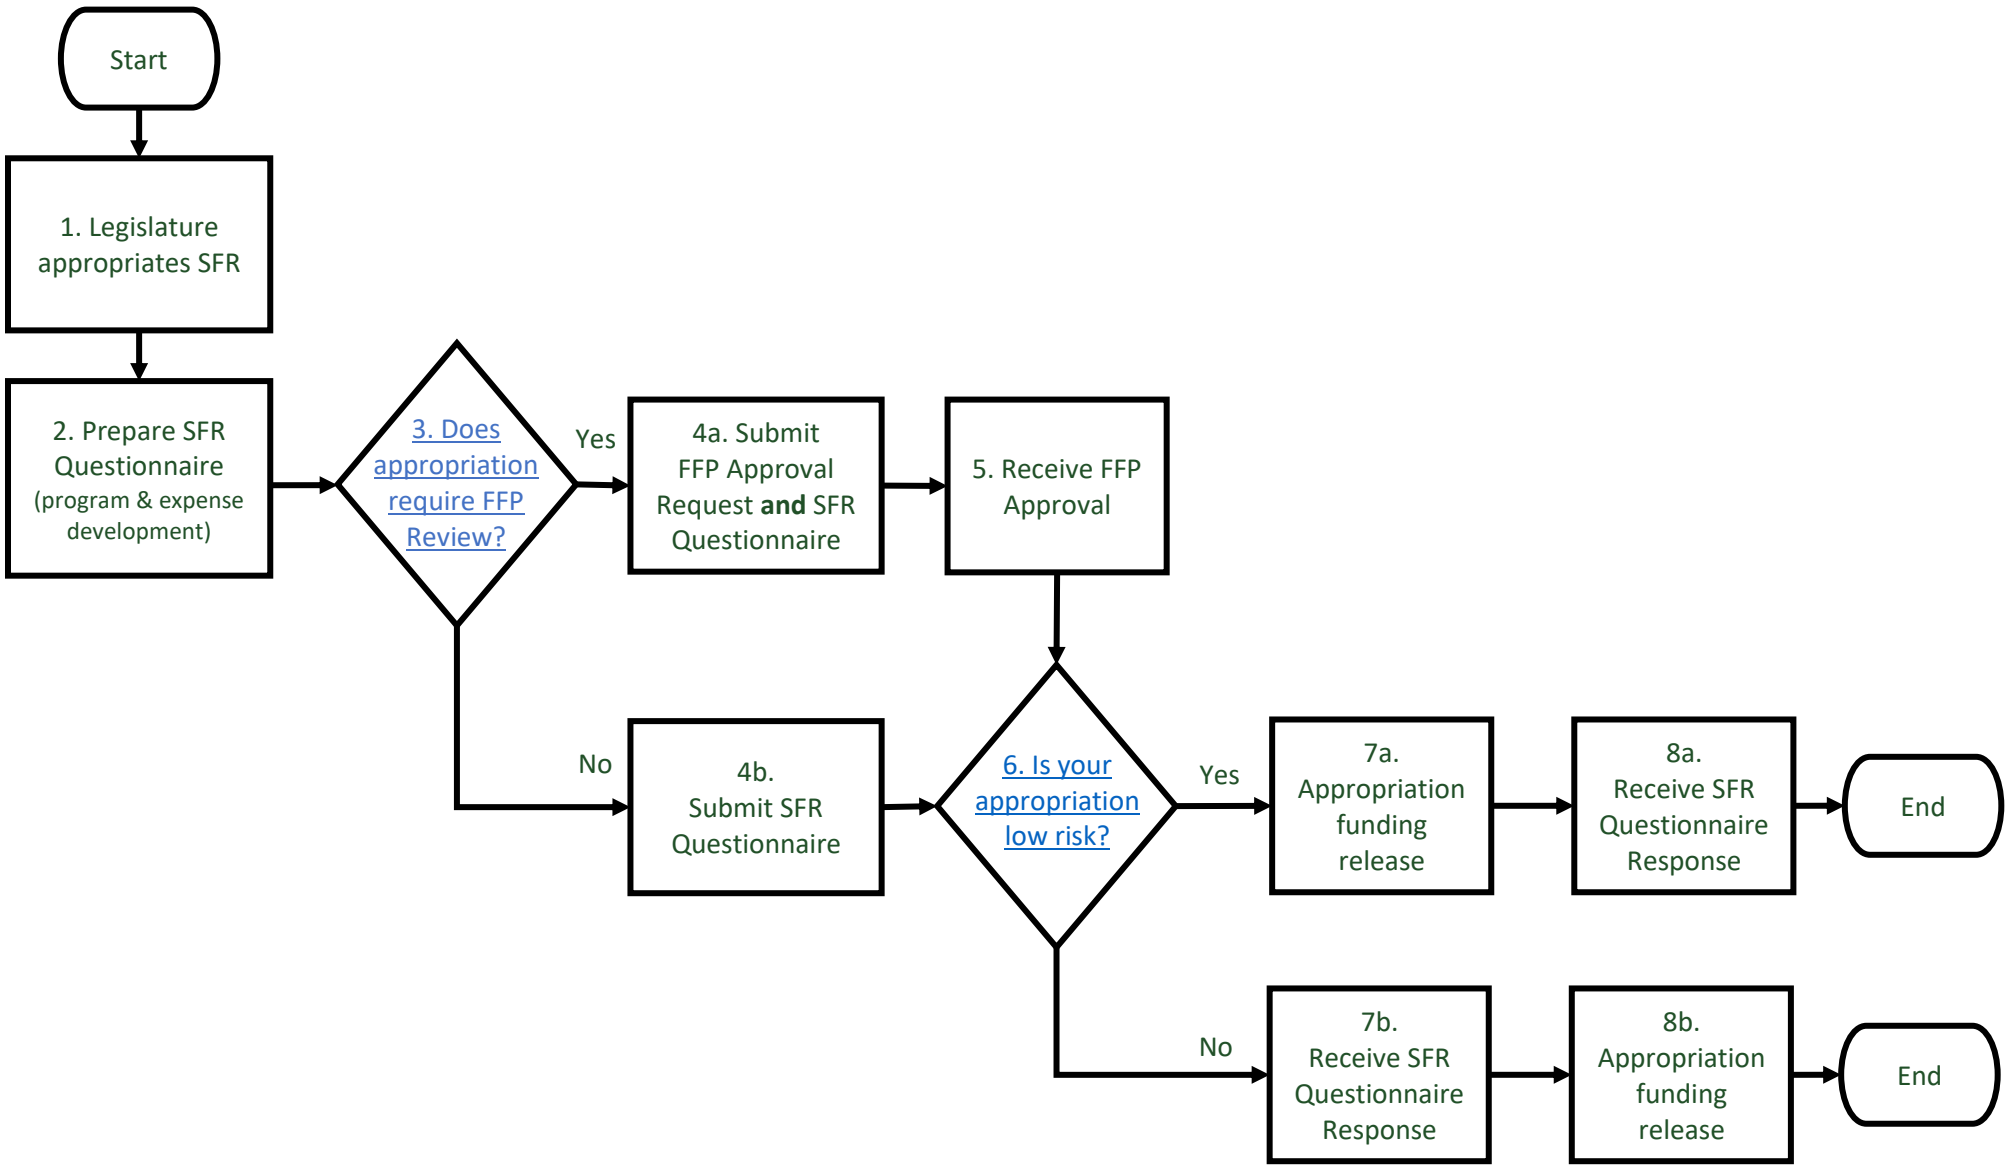 Start
1. Legislature
appropriates SFR
2. Prepare SFR
Questionnaire
(program & expense
development)
3. Does
appropriation
require FFP
Review?
Yes
4a. Submit
FFP Approval
Request and SFR
Questionnaire
5. Receive FFP
Approval
No
4b.
Submit SFR
Questionnaire
6. Is your
appropriation
low risk?
Yes
7a.
Appropriation
funding
release
8a.
Receive SFR
Questionnaire
Response
End
No
7b.
Receive SFR
Questionnaire
Response
8b.
Appropriation
funding
release
End